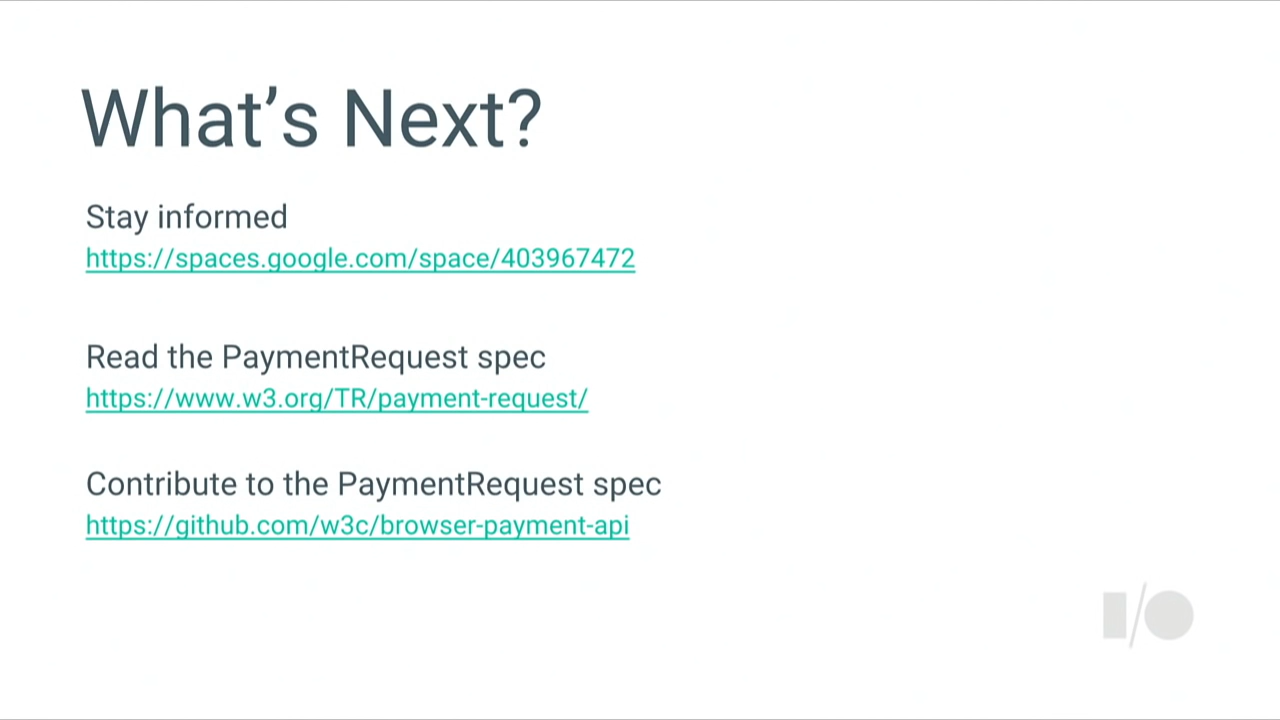 What’s Next?
Stay informed
https://spaces.google.com/space/403967472
Read the PaymentRequest spec
https://www.w3.org/TR/payment-request/
Contribute to the PaymentRequest spec
https://github.com/w3c/browser-payment-api
I/O